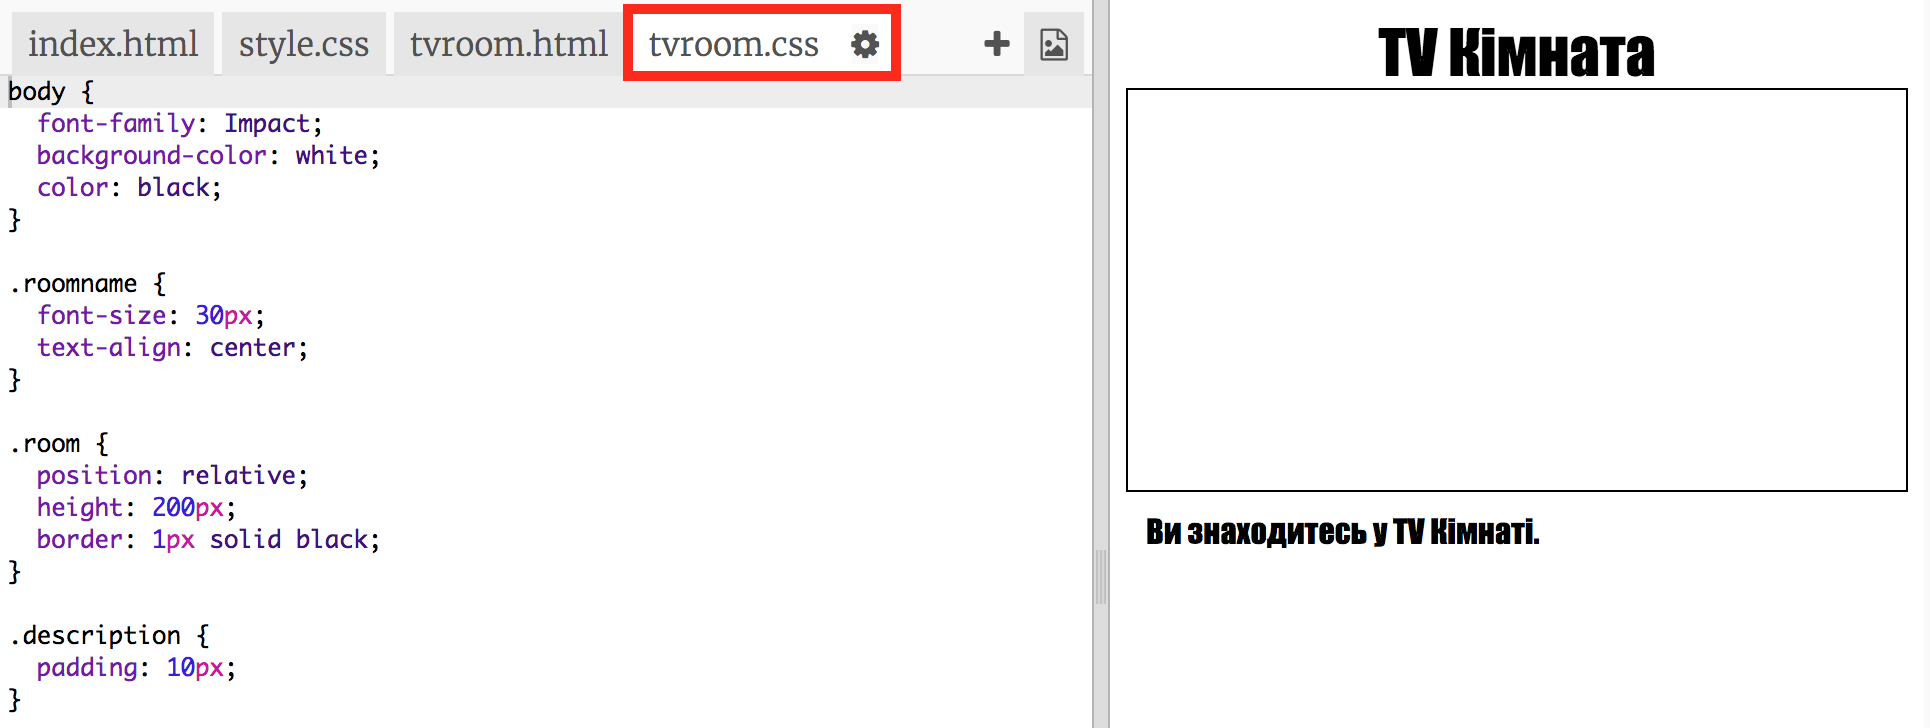 index.html style.css tvroom.html tvroom.css
body {
  font-family: Impact;
  background-color: white;
  color: black;
}

.roomname {
  font-size: 30px;
  text-align: center;
}

.room {
  position: relative;
  height: 200px;
  border: 1px solid black;
}

.description {
  padding: 10px;
}
TV Кімната
Ви знаходитесь у TV Кімнаті.